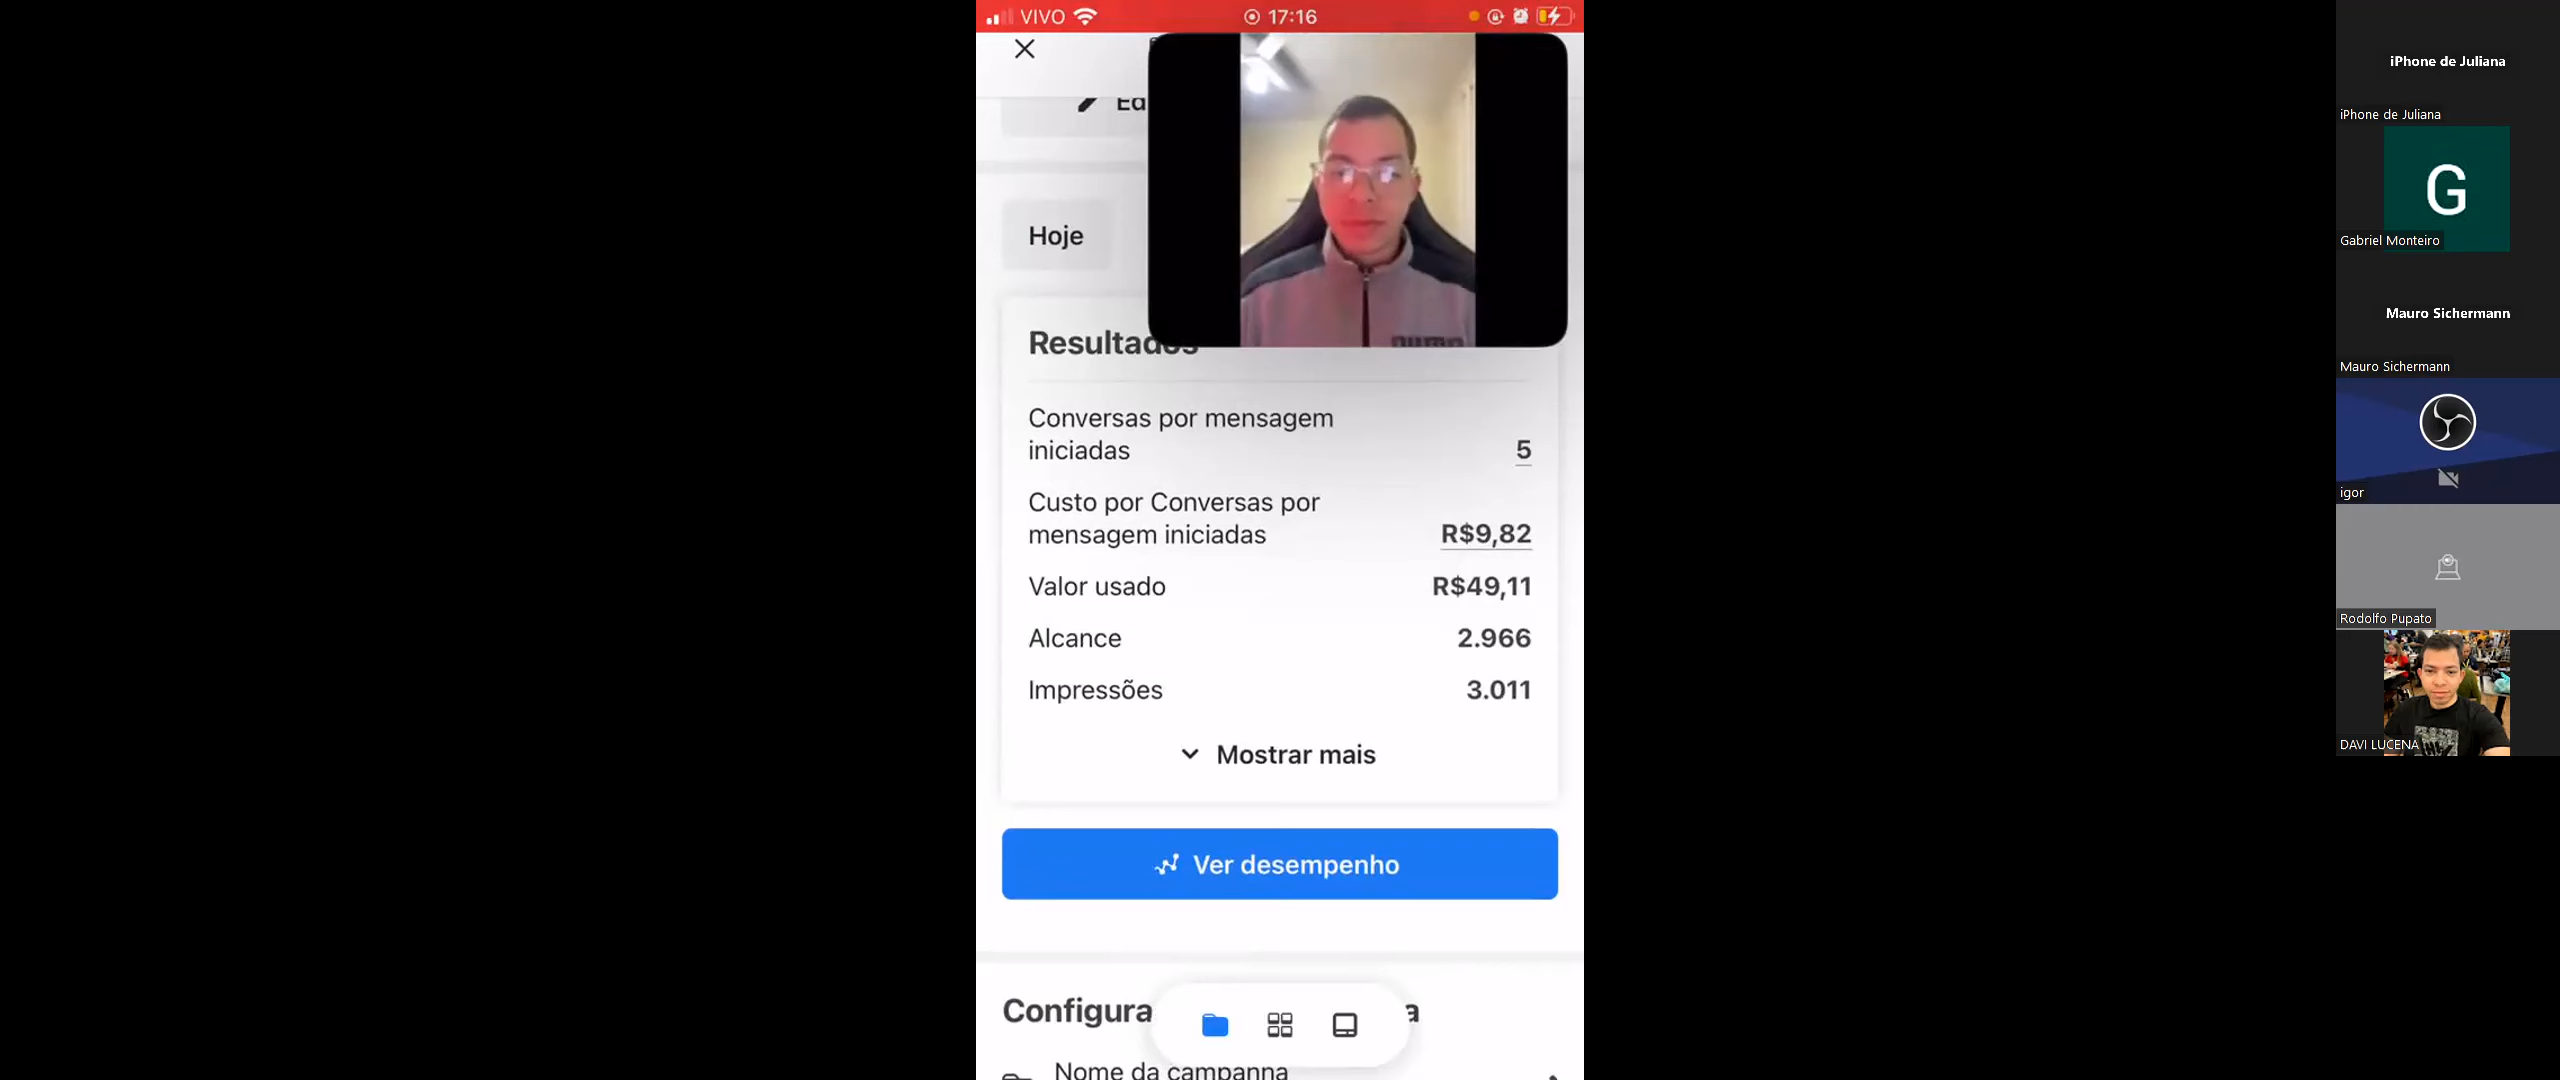 VIVO
17:16
Ed
Hoje
Resultados
Conversas por mensagem
iniciadas
5
Custo por Conversas por
mensagem iniciadas
R$9,82
Valor usado
R$49,11
Alcance
2.966
Impressões
3.011
Mostrar mais
Ver desempenho
Configura
a
Nome da campanha
iPhone de Juliana
iPhone de Juliana
G
Gabriel Monteiro
Mauro Sichermann
Mauro Sichermann
igor
Rodolfo Pupato
DAVI LUCENA